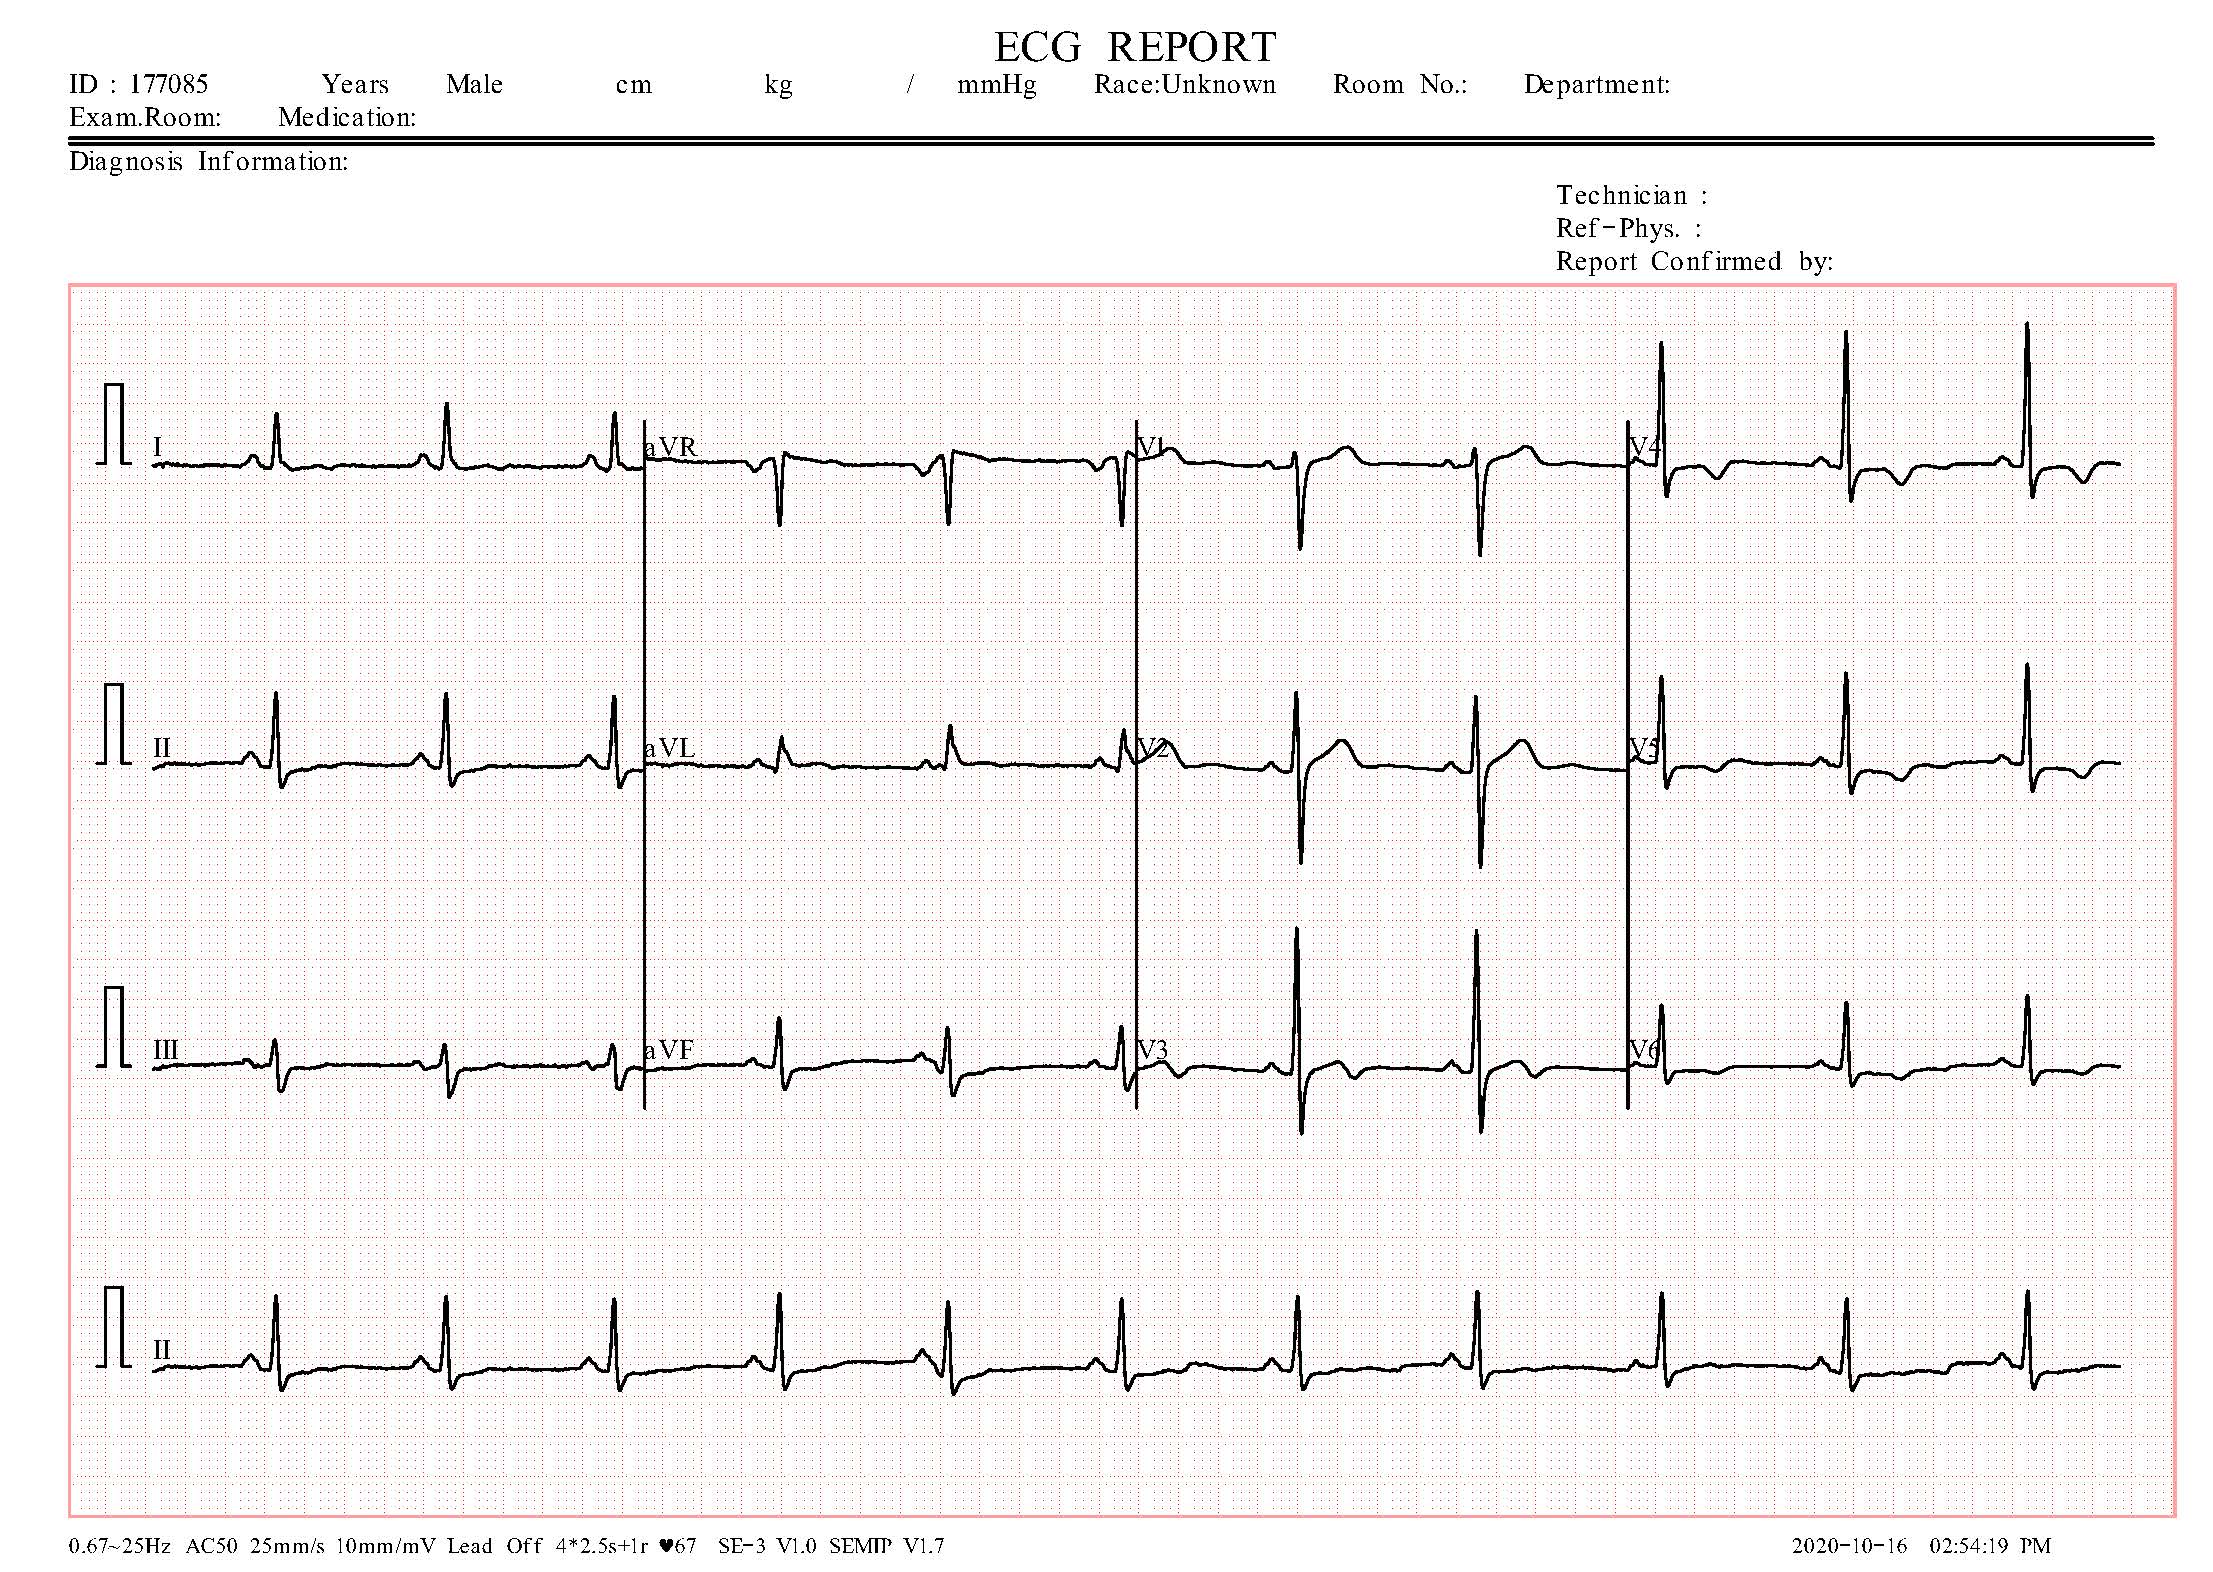 ECG REPORT
ID : 177085 Years Male cm kg / mmHg Race:Unknown Room No.: Department:
Exam.Room: Medication:
Diagnosis Information:
Technician :
Ref-Phys. :
Report Confirmed by:
I aVR V1 V4
II aVL V2 V5
III aVF V3 V6
II
0.67~25Hz AC50 25mm/s 10mm/mV Lead Off 4*2.5s+1r ♥67 SE-3 V1.0 SEMIP V1.7 2020-10-16 02:54:19 PM